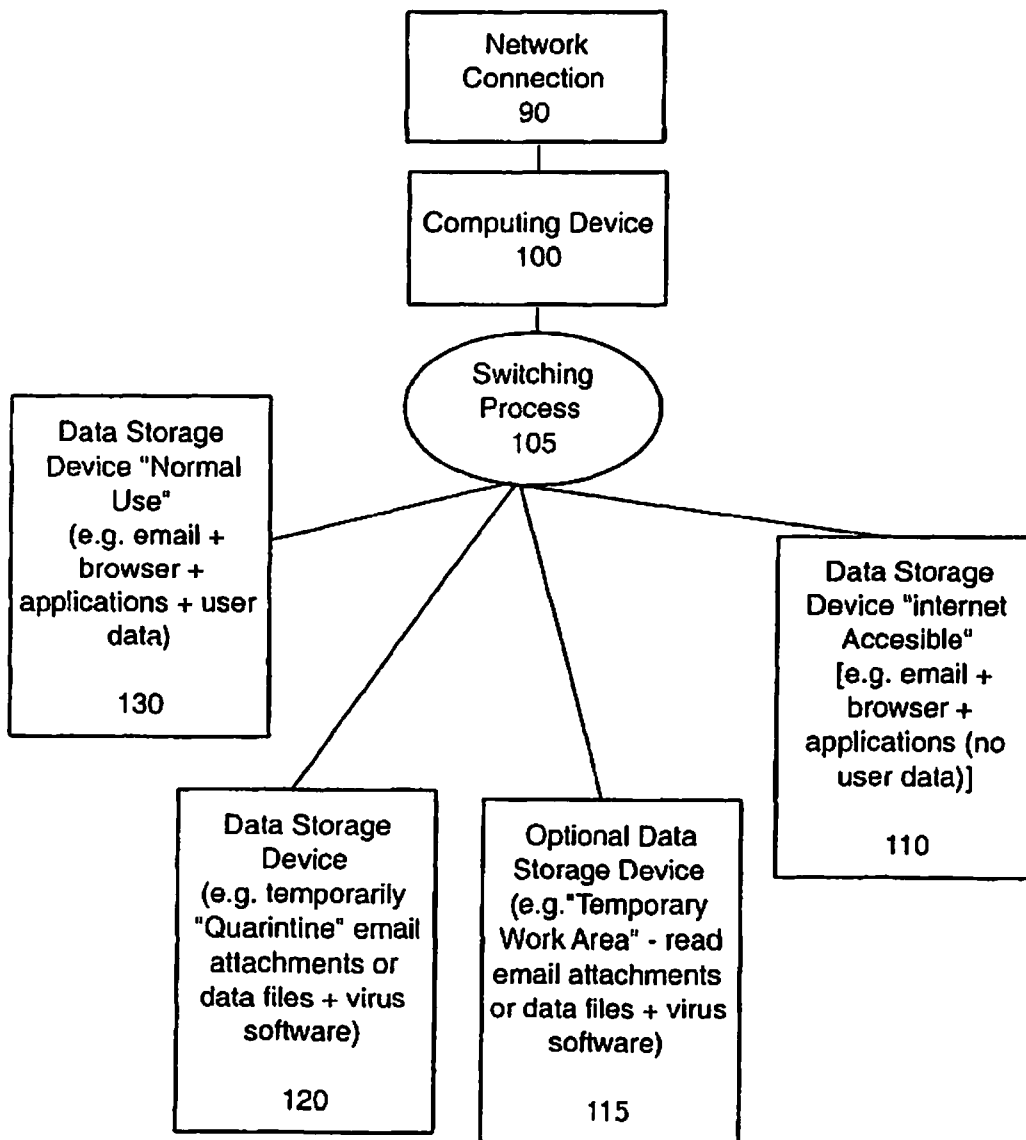 Network
Connection
90
Computing Device
100
Switching
Process
105
Data Storage
Device "Normal
Use"
(e.g. email +
browser +
applications + user
data)
130
Data Storage
Device
(e.g. temporarily
"Quarintine" email
attachments or
data files + virus
software)
120
Optional Data
Storage Device
(e.g."Temporary
Work Area" - read
email attachments
or data files + virus
software)
115
Data Storage
Device "internet
Accesible"
[e.g. email +
browser +
applications (no
user data)]
110